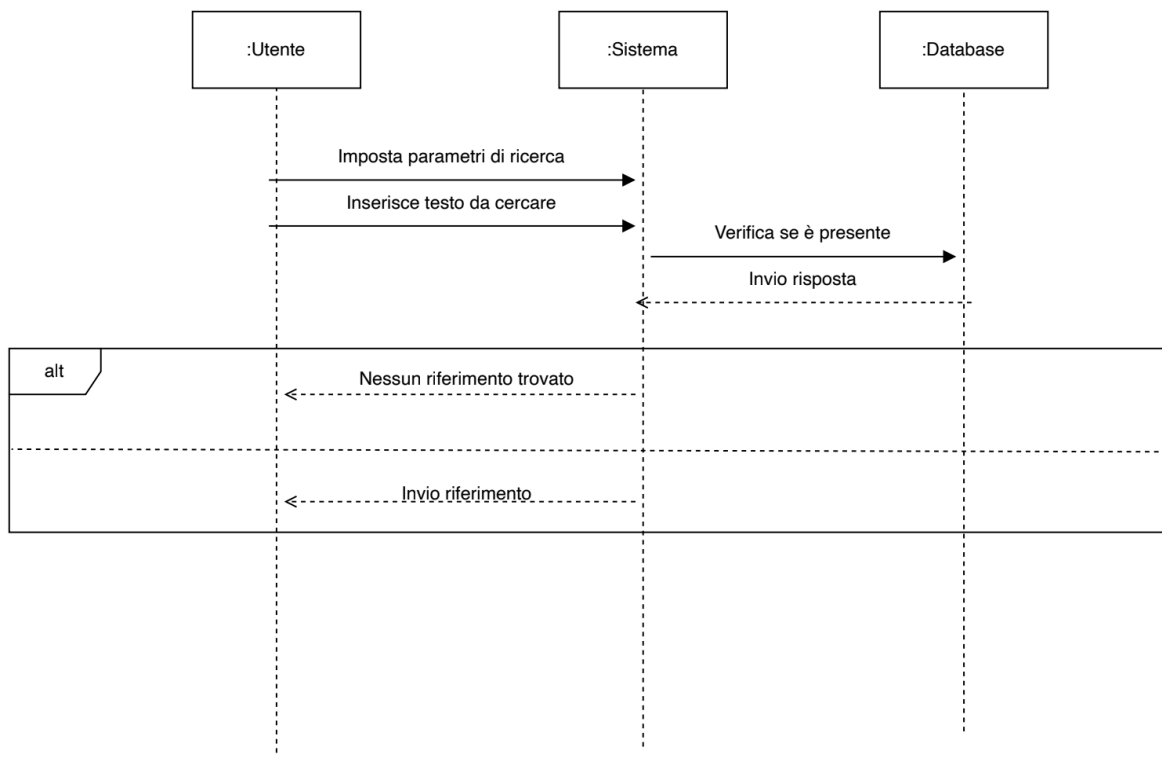 :Utente
:Sistema
:Database
Imposta parametri di ricerca
Inserisce testo da cercare
Verifica se è presente
Invio risposta
alt
Nessun riferimento trovato
Invio riferimento